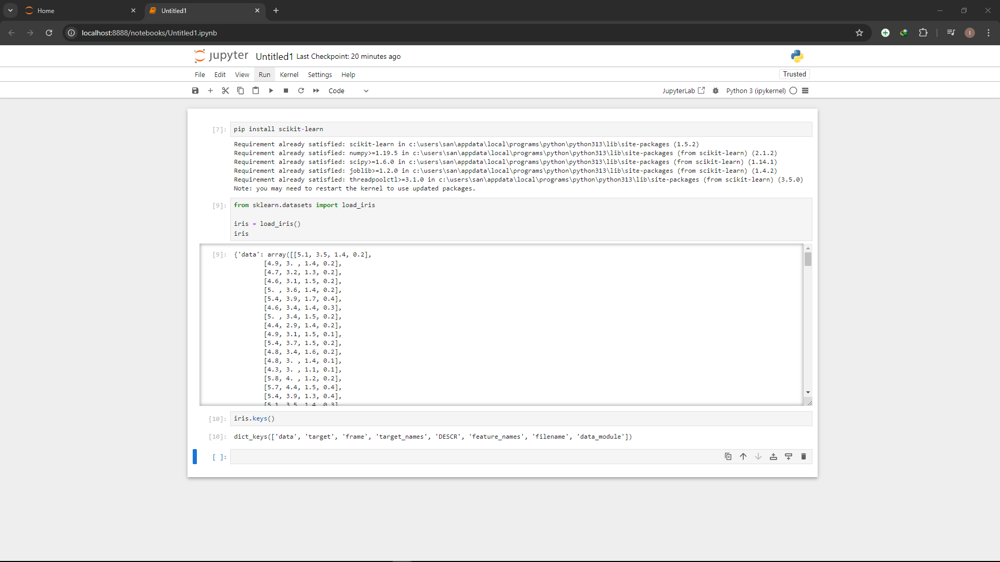 Home
Untitled1
localhost:8888/notebooks/Untitled1.ipynb
I
jupyter Untitled1 Last Checkpoint: 20 minutes ago
File Edit View Run Kernel Settings Help
Trusted
Code
JupyterLab
Python 3 (ipykernel)
[7]: pip install scikit-learn
Requirement already satisfied: scikit-learn in c:\users\san\appdata\local\programs\python\python313\lib\site-packages (1.5.2)
Requirement already satisfied: numpy>=1.19.5 in c:\users\san\appdata\local\programs\python\python313\lib\site-packages (from scikit-learn) (2.1.2)
Requirement already satisfied: scipy>=1.6.0 in c:\users\san\appdata\local\programs\python\python313\lib\site-packages (from scikit-learn) (1.14.1)
Requirement already satisfied: joblib>=1.2.0 in c:\users\san\appdata\local\programs\python\python313\lib\site-packages (from scikit-learn) (1.4.2)
Requirement already satisfied: threadpoolctl>=3.1.0 in c:\users\san\appdata\local\programs\python\python313\lib\site-packages (from scikit-learn) (3.5.0)
Note: you may need to restart the kernel to use updated packages.
[9]: from sklearn.datasets import load_iris
iris = load_iris()
iris
[9]: {'data': array([[5.1, 3.5, 1.4, 0.2],
[4.9, 3. , 1.4, 0.2],
[4.7, 3.2, 1.3, 0.2],
[4.6, 3.1, 1.5, 0.2],
[5. , 3.6, 1.4, 0.2],
[5.4, 3.9, 1.7, 0.4],
[4.6, 3.4, 1.4, 0.3],
[5. , 3.4, 1.5, 0.2],
[4.4, 2.9, 1.4, 0.2],
[4.9, 3.1, 1.5, 0.1],
[5.4, 3.7, 1.5, 0.2],
[4.8, 3.4, 1.6, 0.2],
[4.8, 3. , 1.4, 0.1],
[4.3, 3. , 1.1, 0.1],
[5.8, 4. , 1.2, 0.2],
[5.7, 4.4, 1.5, 0.4],
[5.4, 3.9, 1.3, 0.4],
[5.1, 3.5, 1.4, 0.3]
[10]: iris.keys()
[10]: dict_keys(['data', 'target', 'frame', 'target_names', 'DESCR', 'feature_names', 'filename', 'data_module'])
[ ]: